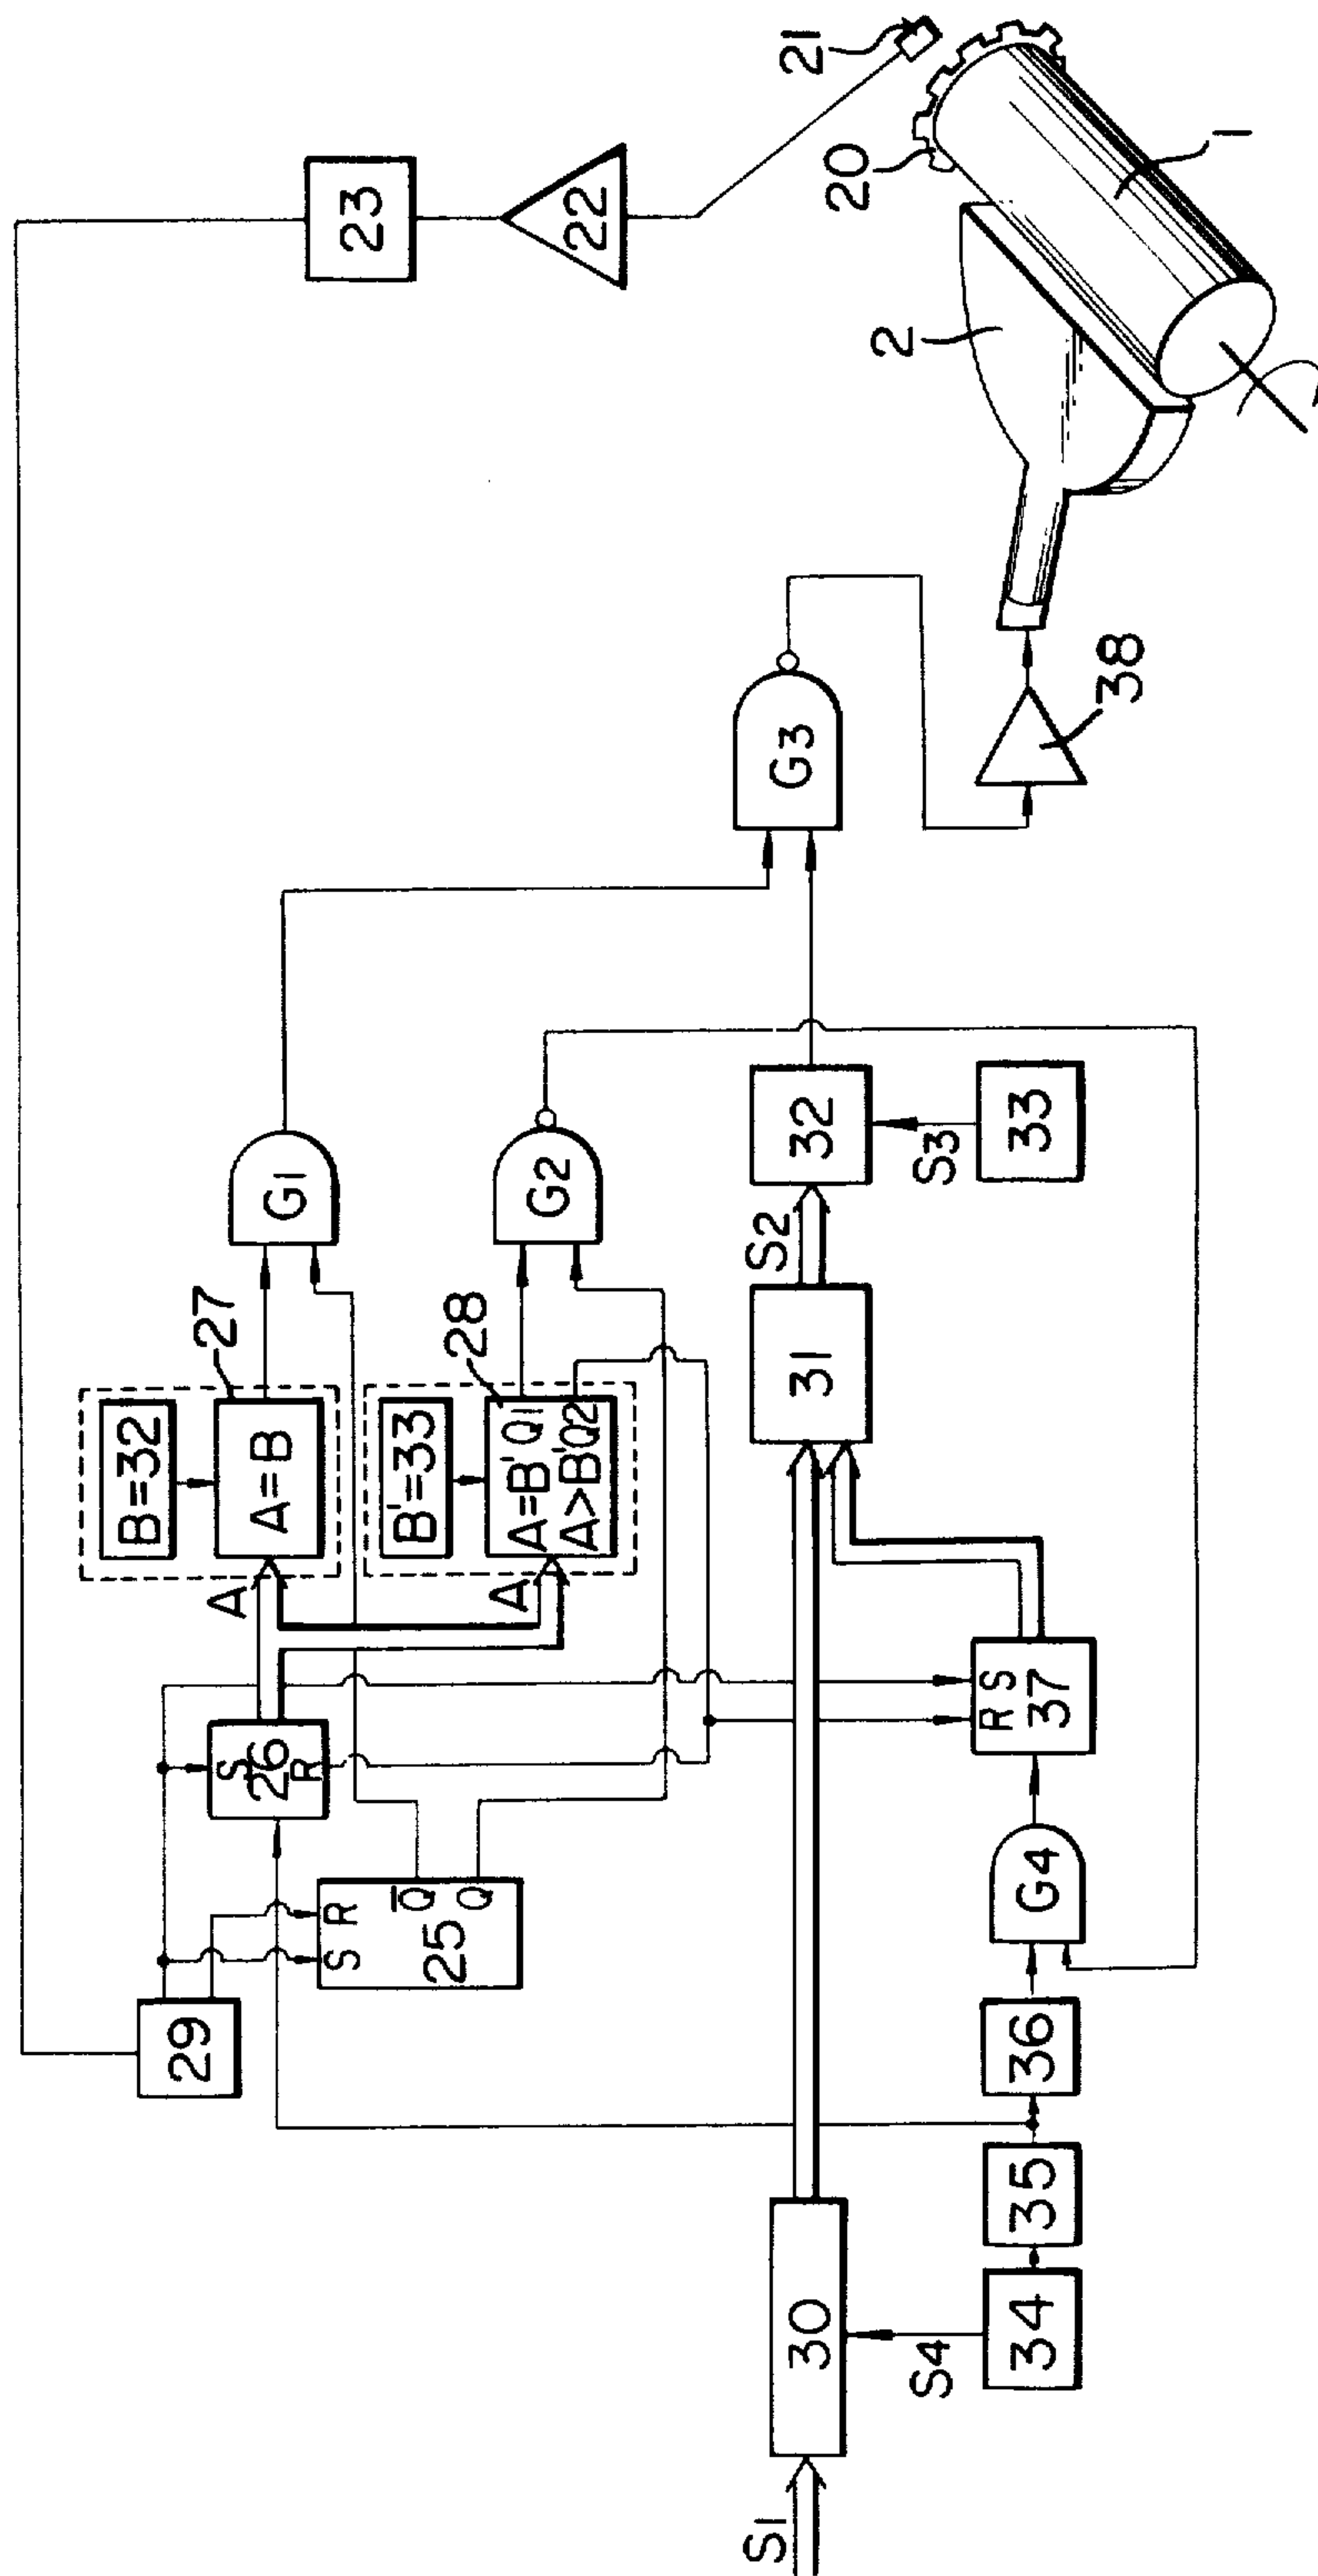 23
22
21
20
1
2
38
G3
G1
G2
27
28
B=32
A=B
B'=33
A=B' Q1
A>B' Q2
A
A
32
33
S3
S2
31
29
S
26
R
S R
25
Q̅
Q
R S
37
G4
36
35
34
S4
30
S1